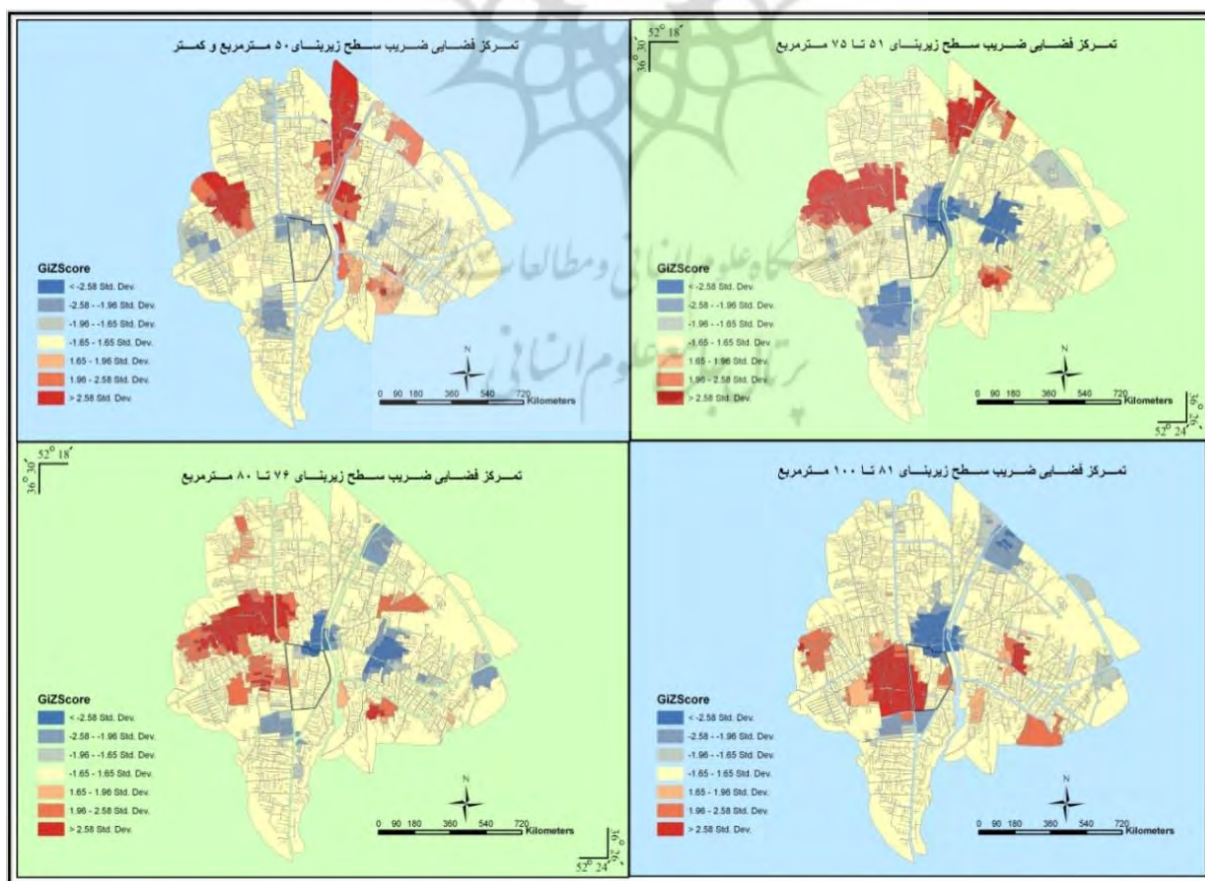 تمرکز فضایی ضریب سطح زیربنای ۵۰ مترمربع و کمتر
GiZScore
< -2.58 Std. Dev.
-2.58 - -1.96 Std. Dev.
-1.96 - -1.65 Std. Dev.
-1.65 - 1.65 Std. Dev.
1.65 - 1.96 Std. Dev.
1.96 - 2.58 Std. Dev.
> 2.58 Std. Dev.
N
0 90 180 360 540 720
Kilometers
52° 18′
36° 30′
تمرکز فضایی ضریب سطح زیربنای ۵۱ تا ۷۵ مترمربع
GiZScore
< -2.58 Std. Dev.
-2.58 - -1.96 Std. Dev.
-1.96 - -1.65 Std. Dev.
-1.65 - 1.65 Std. Dev.
1.65 - 1.96 Std. Dev.
1.96 - 2.58 Std. Dev.
> 2.58 Std. Dev.
N
0 90 180 360 540 720
Kilometers
36° 26′
52° 24′
52° 18′
36° 30′
تمرکز فضایی ضریب سطح زیربنای ۷۶ تا ۸۰ مترمربع
GiZScore
< -2.58 Std. Dev.
-2.58 - -1.96 Std. Dev.
-1.96 - -1.65 Std. Dev.
-1.65 - 1.65 Std. Dev.
1.65 - 1.96 Std. Dev.
1.96 - 2.58 Std. Dev.
> 2.58 Std. Dev.
N
0 90 180 360 540 720
Kilometers
36° 26′
52° 24′
تمرکز فضایی ضریب سطح زیربنای ۸۱ تا ۱۰۰ مترمربع
GiZScore
< -2.58 Std. Dev.
-2.58 - -1.96 Std. Dev.
-1.96 - -1.65 Std. Dev.
-1.65 - 1.65 Std. Dev.
1.65 - 1.96 Std. Dev.
1.96 - 2.58 Std. Dev.
> 2.58 Std. Dev.
N
0 90 180 360 540 720
Kilometers
علوم انسانی و مطالعات
جامع علوم انسانی